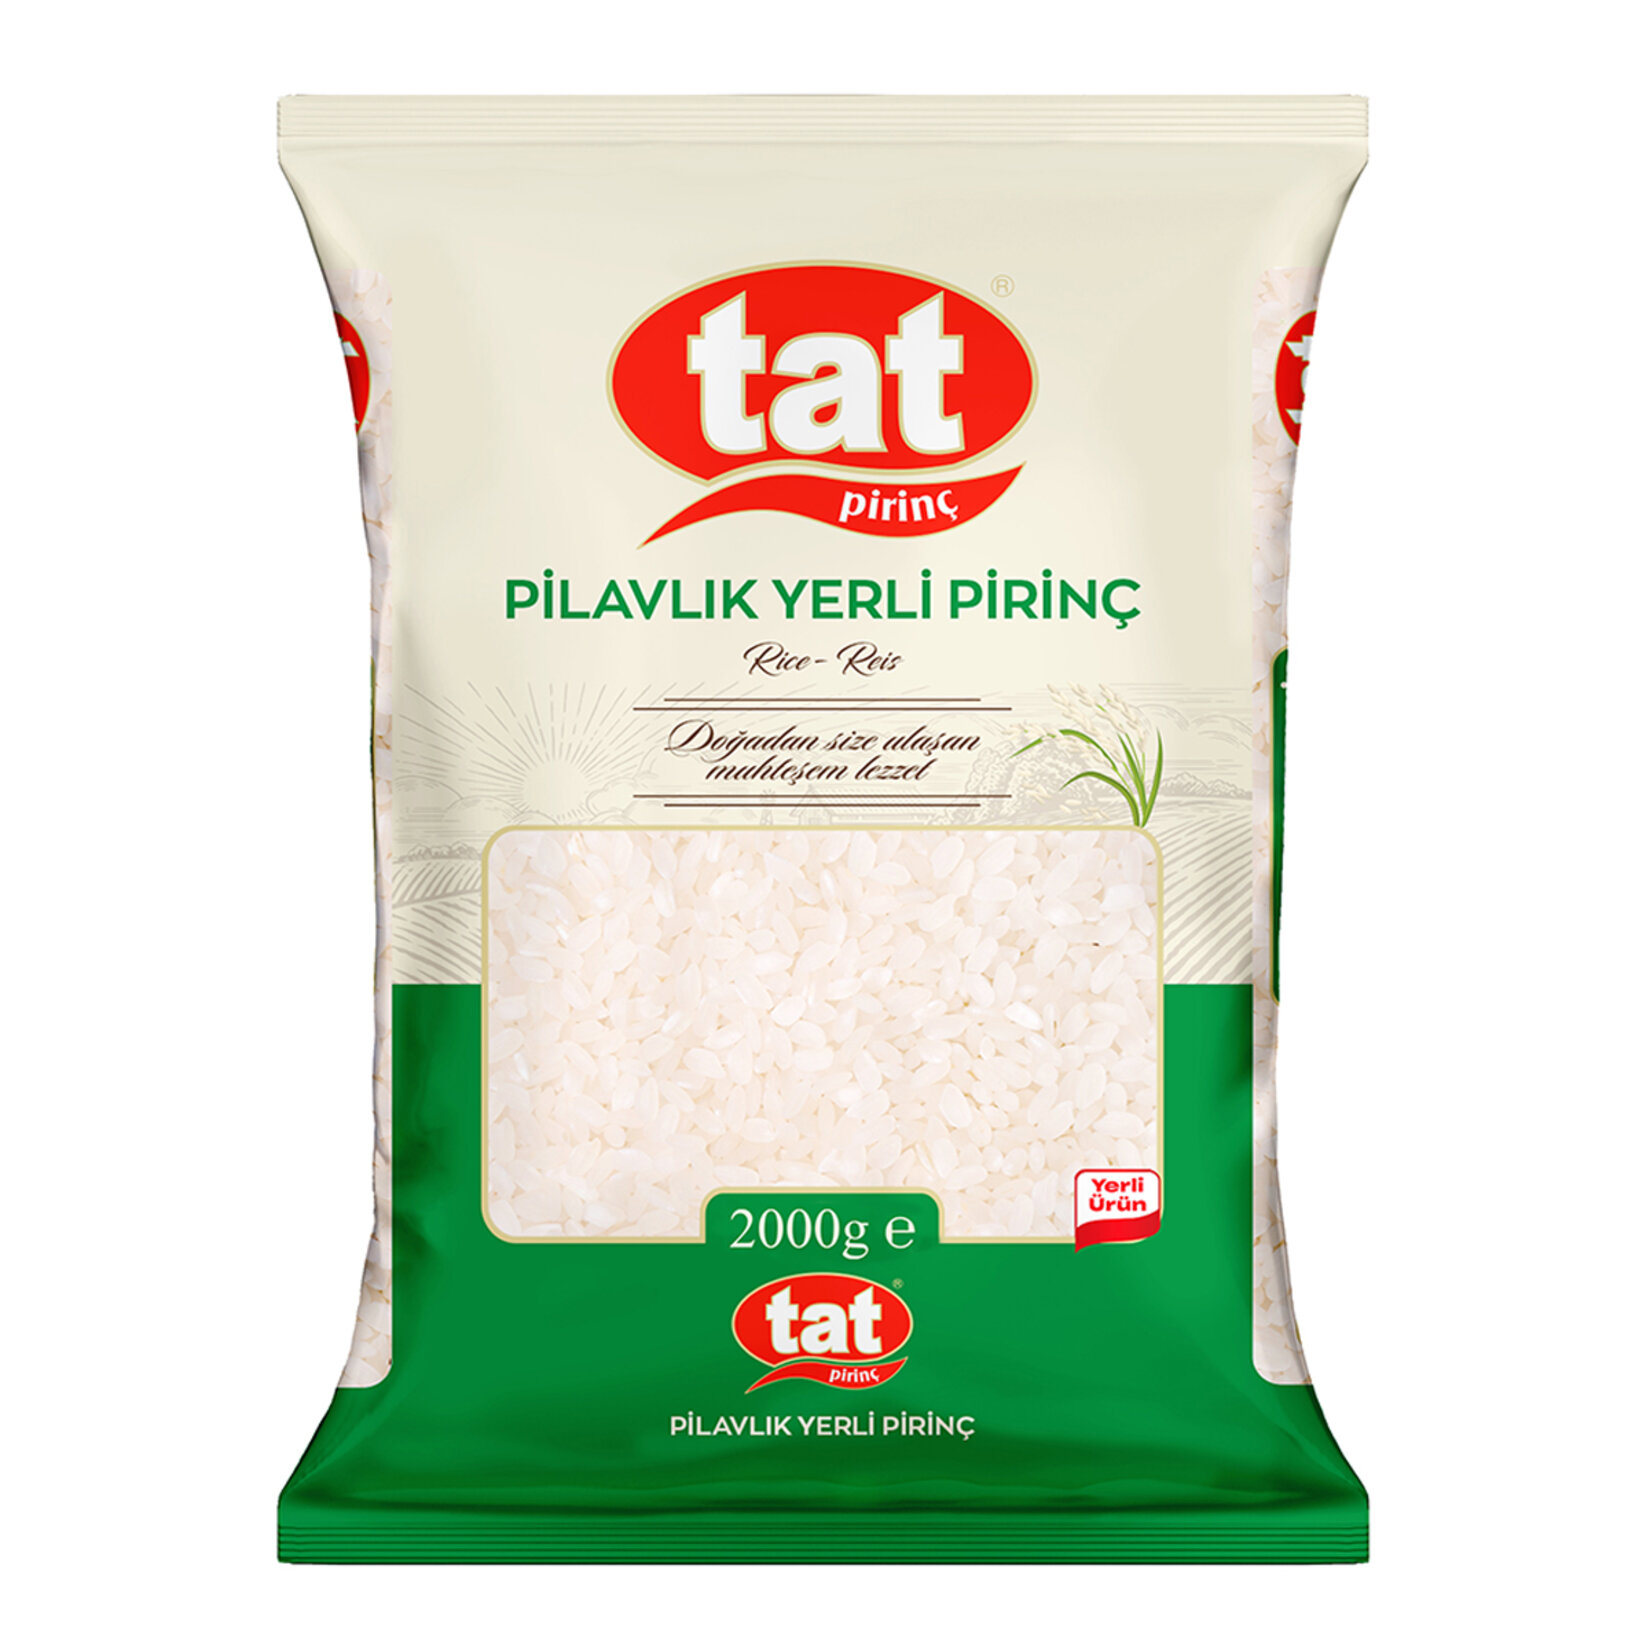 tat
®
pirinç
PİLAVLIK YERLİ PİRİNÇ
Rice - Reis
Doğadan size ulaşan
muhteşem lezzet
Yerli
Ürün
2000g ℮
tat
®
pirinç
PİLAVLIK YERLİ PİRİNÇ